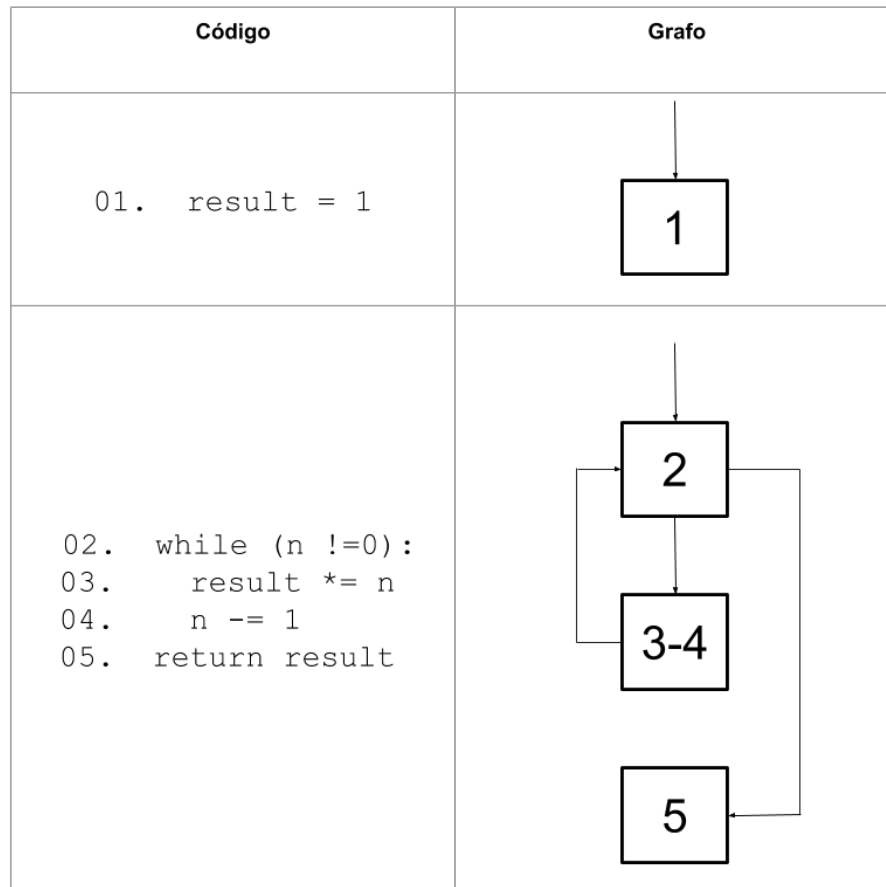 Código
Grafo
01. result = 1
1
02. while (n !=0):
03. result *= n
04. n -= 1
05. return result
2
3-4
5